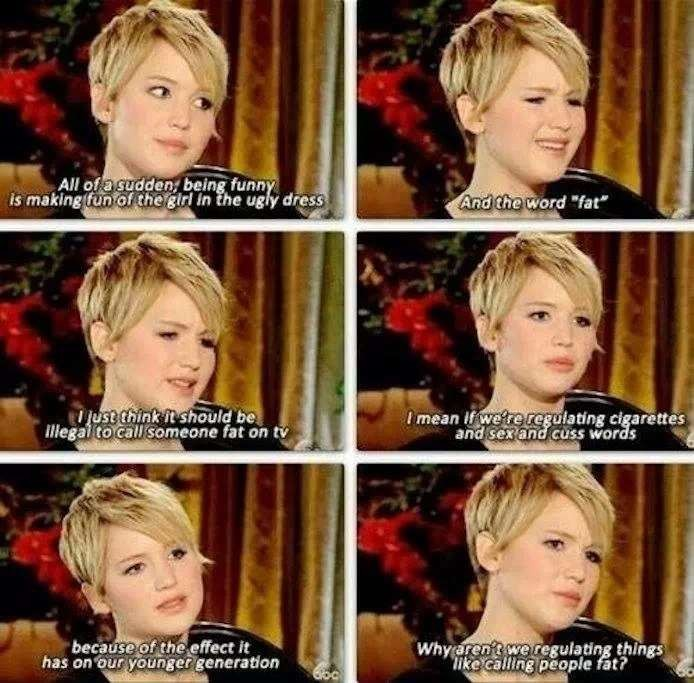 All of a sudden, being funny
is making fun of the girl in the ugly dress
And the word "fat"
I just think it should be
illegal to call someone fat on tv
I mean if we're regulating cigarettes
and sex and cuss words
because of the effect it
has on our younger generation
abc
Why aren't we regulating things
like calling people fat?